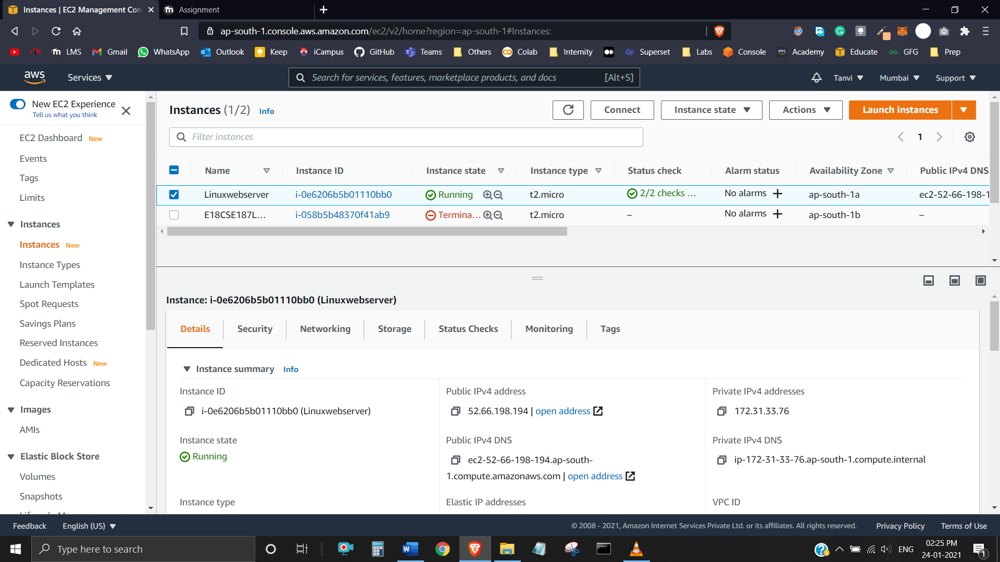 Instances | EC2 Management Con
Assignment
ap-south-1.console.aws.amazon.com/ec2/v2/home?region=ap-south-1#Instances:
LMS Gmail WhatsApp Outlook Keep iCampus GitHub Teams Others Colab Internity Superset Labs Console Academy Educate GFG Prep
aws Services Search for services, features, marketplace products, and docs [Alt+S] Tanvi Mumbai Support
New EC2 Experience
Tell us what you think
EC2 Dashboard New
Events
Tags
Limits
Instances
Instances New
Instance Types
Launch Templates
Spot Requests
Savings Plans
Reserved Instances
Dedicated Hosts New
Capacity Reservations
Images
AMIs
Elastic Block Store
Volumes
Snapshots
Instances (1/2) Info Connect Instance state Actions Launch instances
Filter instances 1
Name Instance ID Instance state Instance type Status check Alarm status Availability Zone Public IPv4 DNS
Linuxwebserver i-0e6206b5b01110bb0 Running t2.micro 2/2 checks ... No alarms + ap-south-1a ec2-52-66-198-1
E18CSE187L... i-058b5b48370f41ab9 Termina... t2.micro – No alarms + ap-south-1b –
Instance: i-0e6206b5b01110bb0 (Linuxwebserver)
Details Security Networking Storage Status Checks Monitoring Tags
Instance summary Info
Instance ID Public IPv4 address Private IPv4 addresses
i-0e6206b5b01110bb0 (Linuxwebserver) 52.66.198.194 | open address 172.31.33.76
Instance state Public IPv4 DNS Private IPv4 DNS
Running ec2-52-66-198-194.ap-south- ip-172-31-33-76.ap-south-1.compute.internal
1.compute.amazonaws.com | open address
Instance type Elastic IP addresses VPC ID
Feedback English (US) © 2008 - 2021, Amazon Internet Services Private Ltd. or its affiliates. All rights reserved. Privacy Policy Terms of Use
Type here to search ENG 02:25 PM
24-01-2021 1